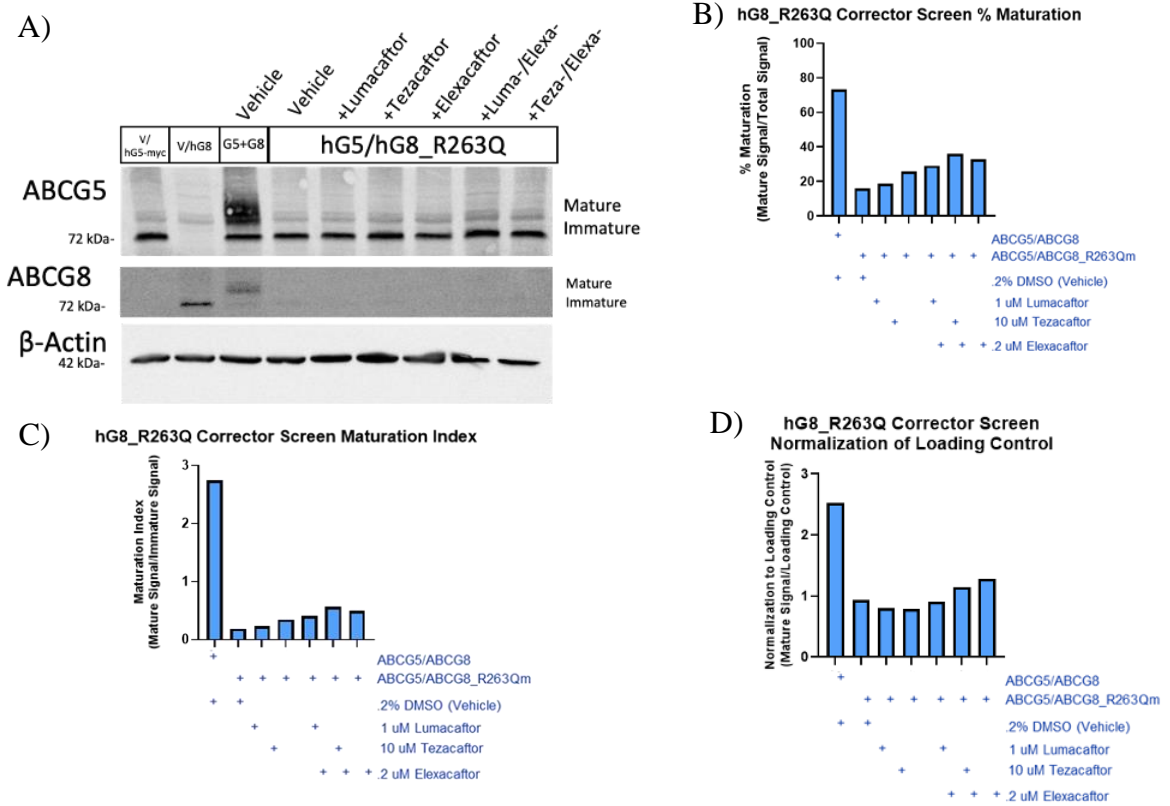 A)
Vehicle
Vehicle
+Lumacaftor
+Tezacaftor
+Elexacaftor
+Luma-/Elexa-
+Teza-/Elexa-
V/
hG5-myc
V/hG8
G5+G8
hG5/hG8_R263Q
ABCG5
72 kDa-
Mature
Immature
ABCG8
72 kDa-
Mature
Immature
β-Actin
42 kDa-
B)
hG8_R263Q Corrector Screen % Maturation
% Maturation
(Mature Signal/Total Signal)
100
80
60
40
20
0
+ ABCG5/ABCG8
+ + + + + + ABCG5/ABCG8_R263Qm
+ + .2% DMSO (Vehicle)
+ + 1 uM Lumacaftor
+ + 10 uM Tezacaftor
+ + + .2 uM Elexacaftor
C)
hG8_R263Q Corrector Screen Maturation Index
Maturation Index
(Mature Signal/Immature Signal)
3
2
1
0
+ ABCG5/ABCG8
+ + + + + + ABCG5/ABCG8_R263Qm
+ + .2% DMSO (Vehicle)
+ + 1 uM Lumacaftor
+ + 10 uM Tezacaftor
+ + + .2 uM Elexacaftor
D)
hG8_R263Q Corrector Screen
Normalization of Loading Control
Normalization to Loading Control
(Mature Signal/Loading Control)
3
2
1
0
+ ABCG5/ABCG8
+ + + + + + ABCG5/ABCG8_R263Qm
+ + .2% DMSO (Vehicle)
+ + 1 uM Lumacaftor
+ + 10 uM Tezacaftor
+ + + .2 uM Elexacaftor